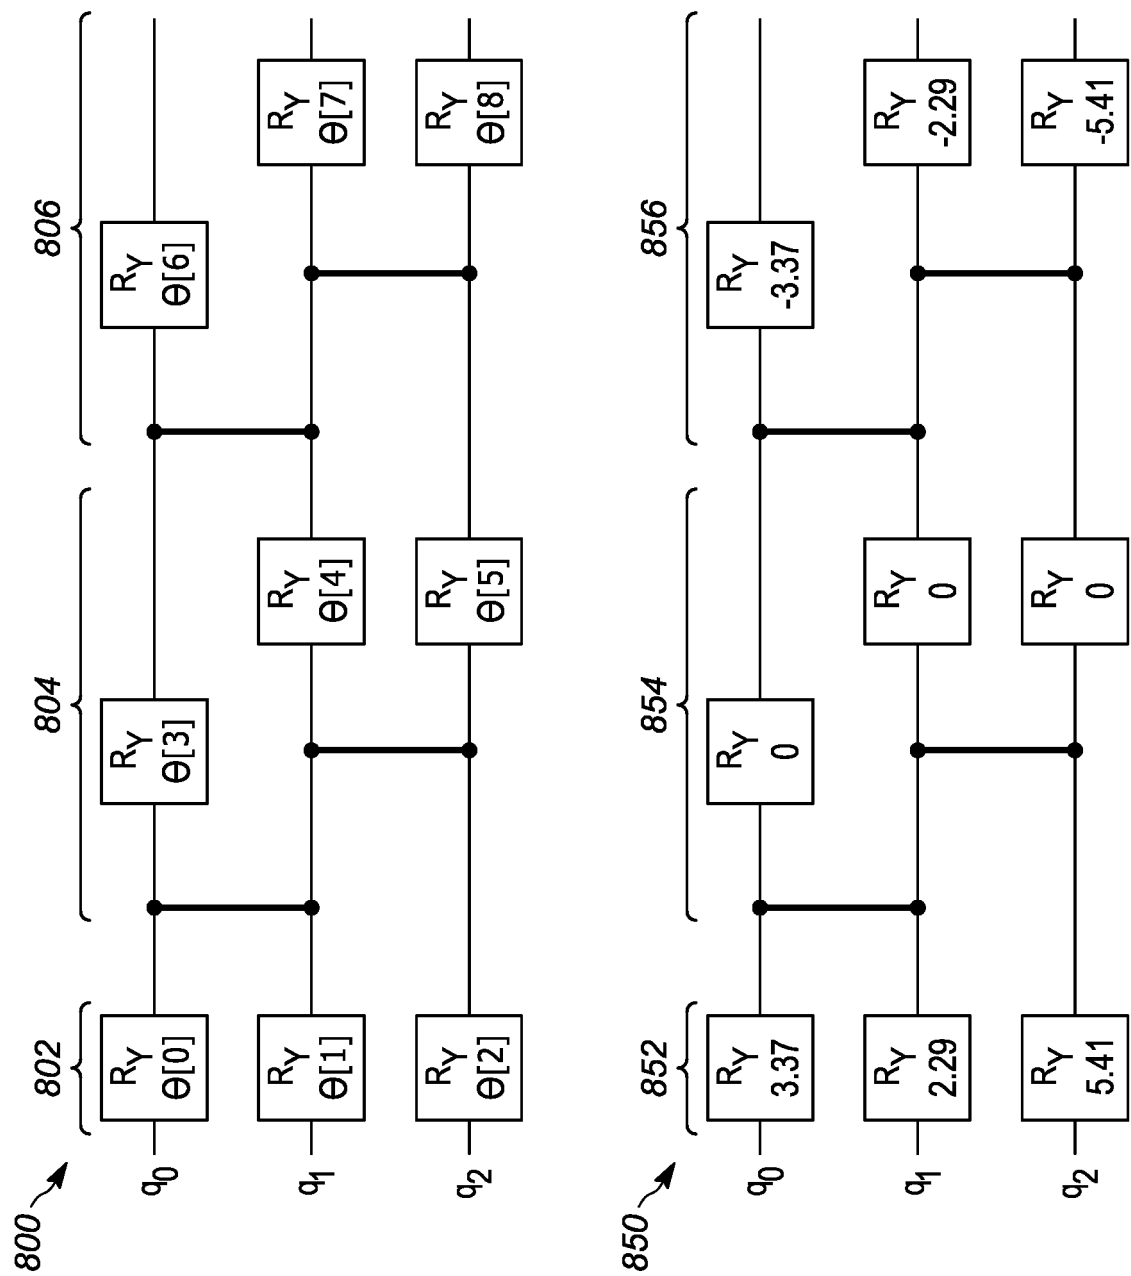 800
802
804
806
q0
RY
Θ[0]
RY
Θ[3]
RY
Θ[6]
q1
RY
Θ[1]
RY
Θ[4]
RY
Θ[7]
q2
RY
Θ[2]
RY
Θ[5]
RY
Θ[8]
850
852
854
856
q0
RY
3.37
RY
0
RY
-3.37
q1
RY
2.29
RY
0
RY
-2.29
q2
RY
5.41
RY
0
RY
-5.41